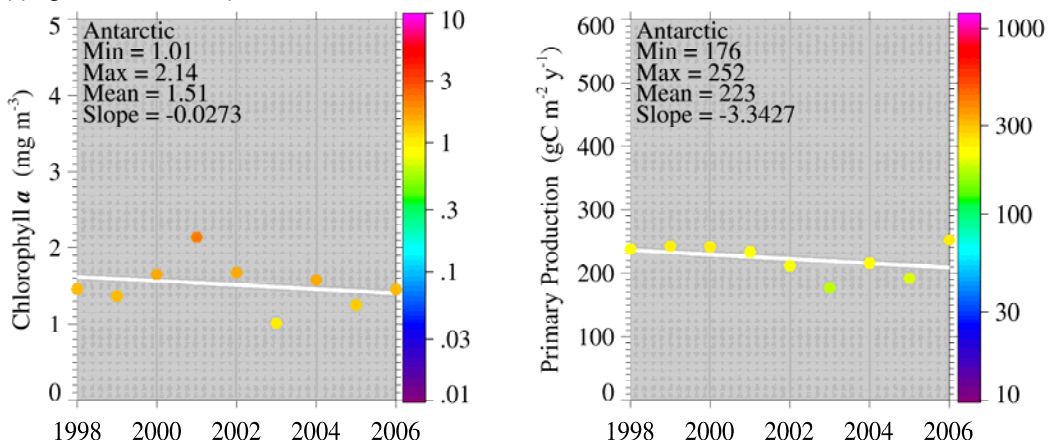 5
4
3
2
1
0
Chlorophyll a (mg m-3)
Antarctic
Min = 1.01
Max = 2.14
Mean = 1.51
Slope = -0.0273
1998 2000 2002 2004 2006
10
3
1
.3
.1
.03
.01
600
500
400
300
200
100
0
Primary Production (gC m-2 y-1)
Antarctic
Min = 176
Max = 252
Mean = 223
Slope = -3.3427
1998 2000 2002 2004 2006
1000
300
100
30
10